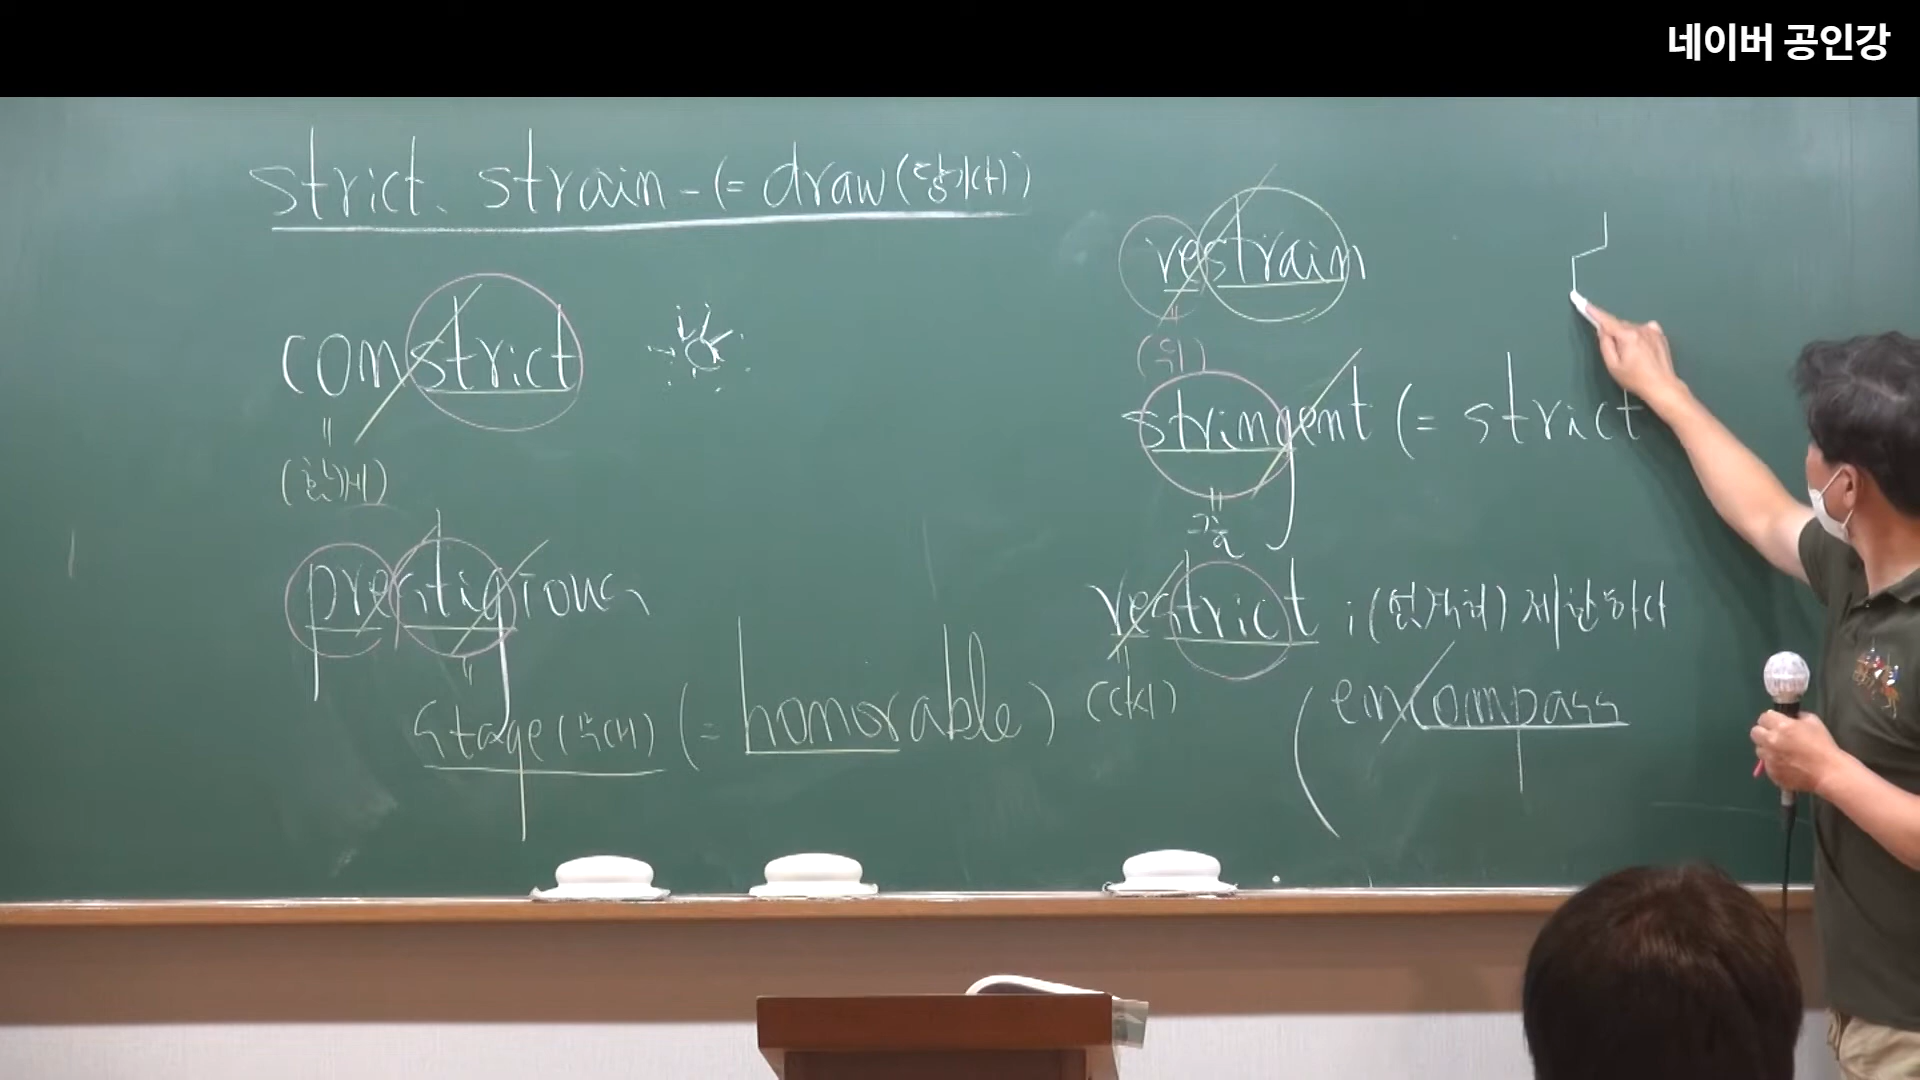 네이버 공인강
strict, strain - (= draw (당기다)
constrict
(함께)
prestigious
stage (무대) (= honorable)
restrain
(뒤)
stringent (= strict
restrict ; (법적으로) 제한하다
(다시)
(encompass